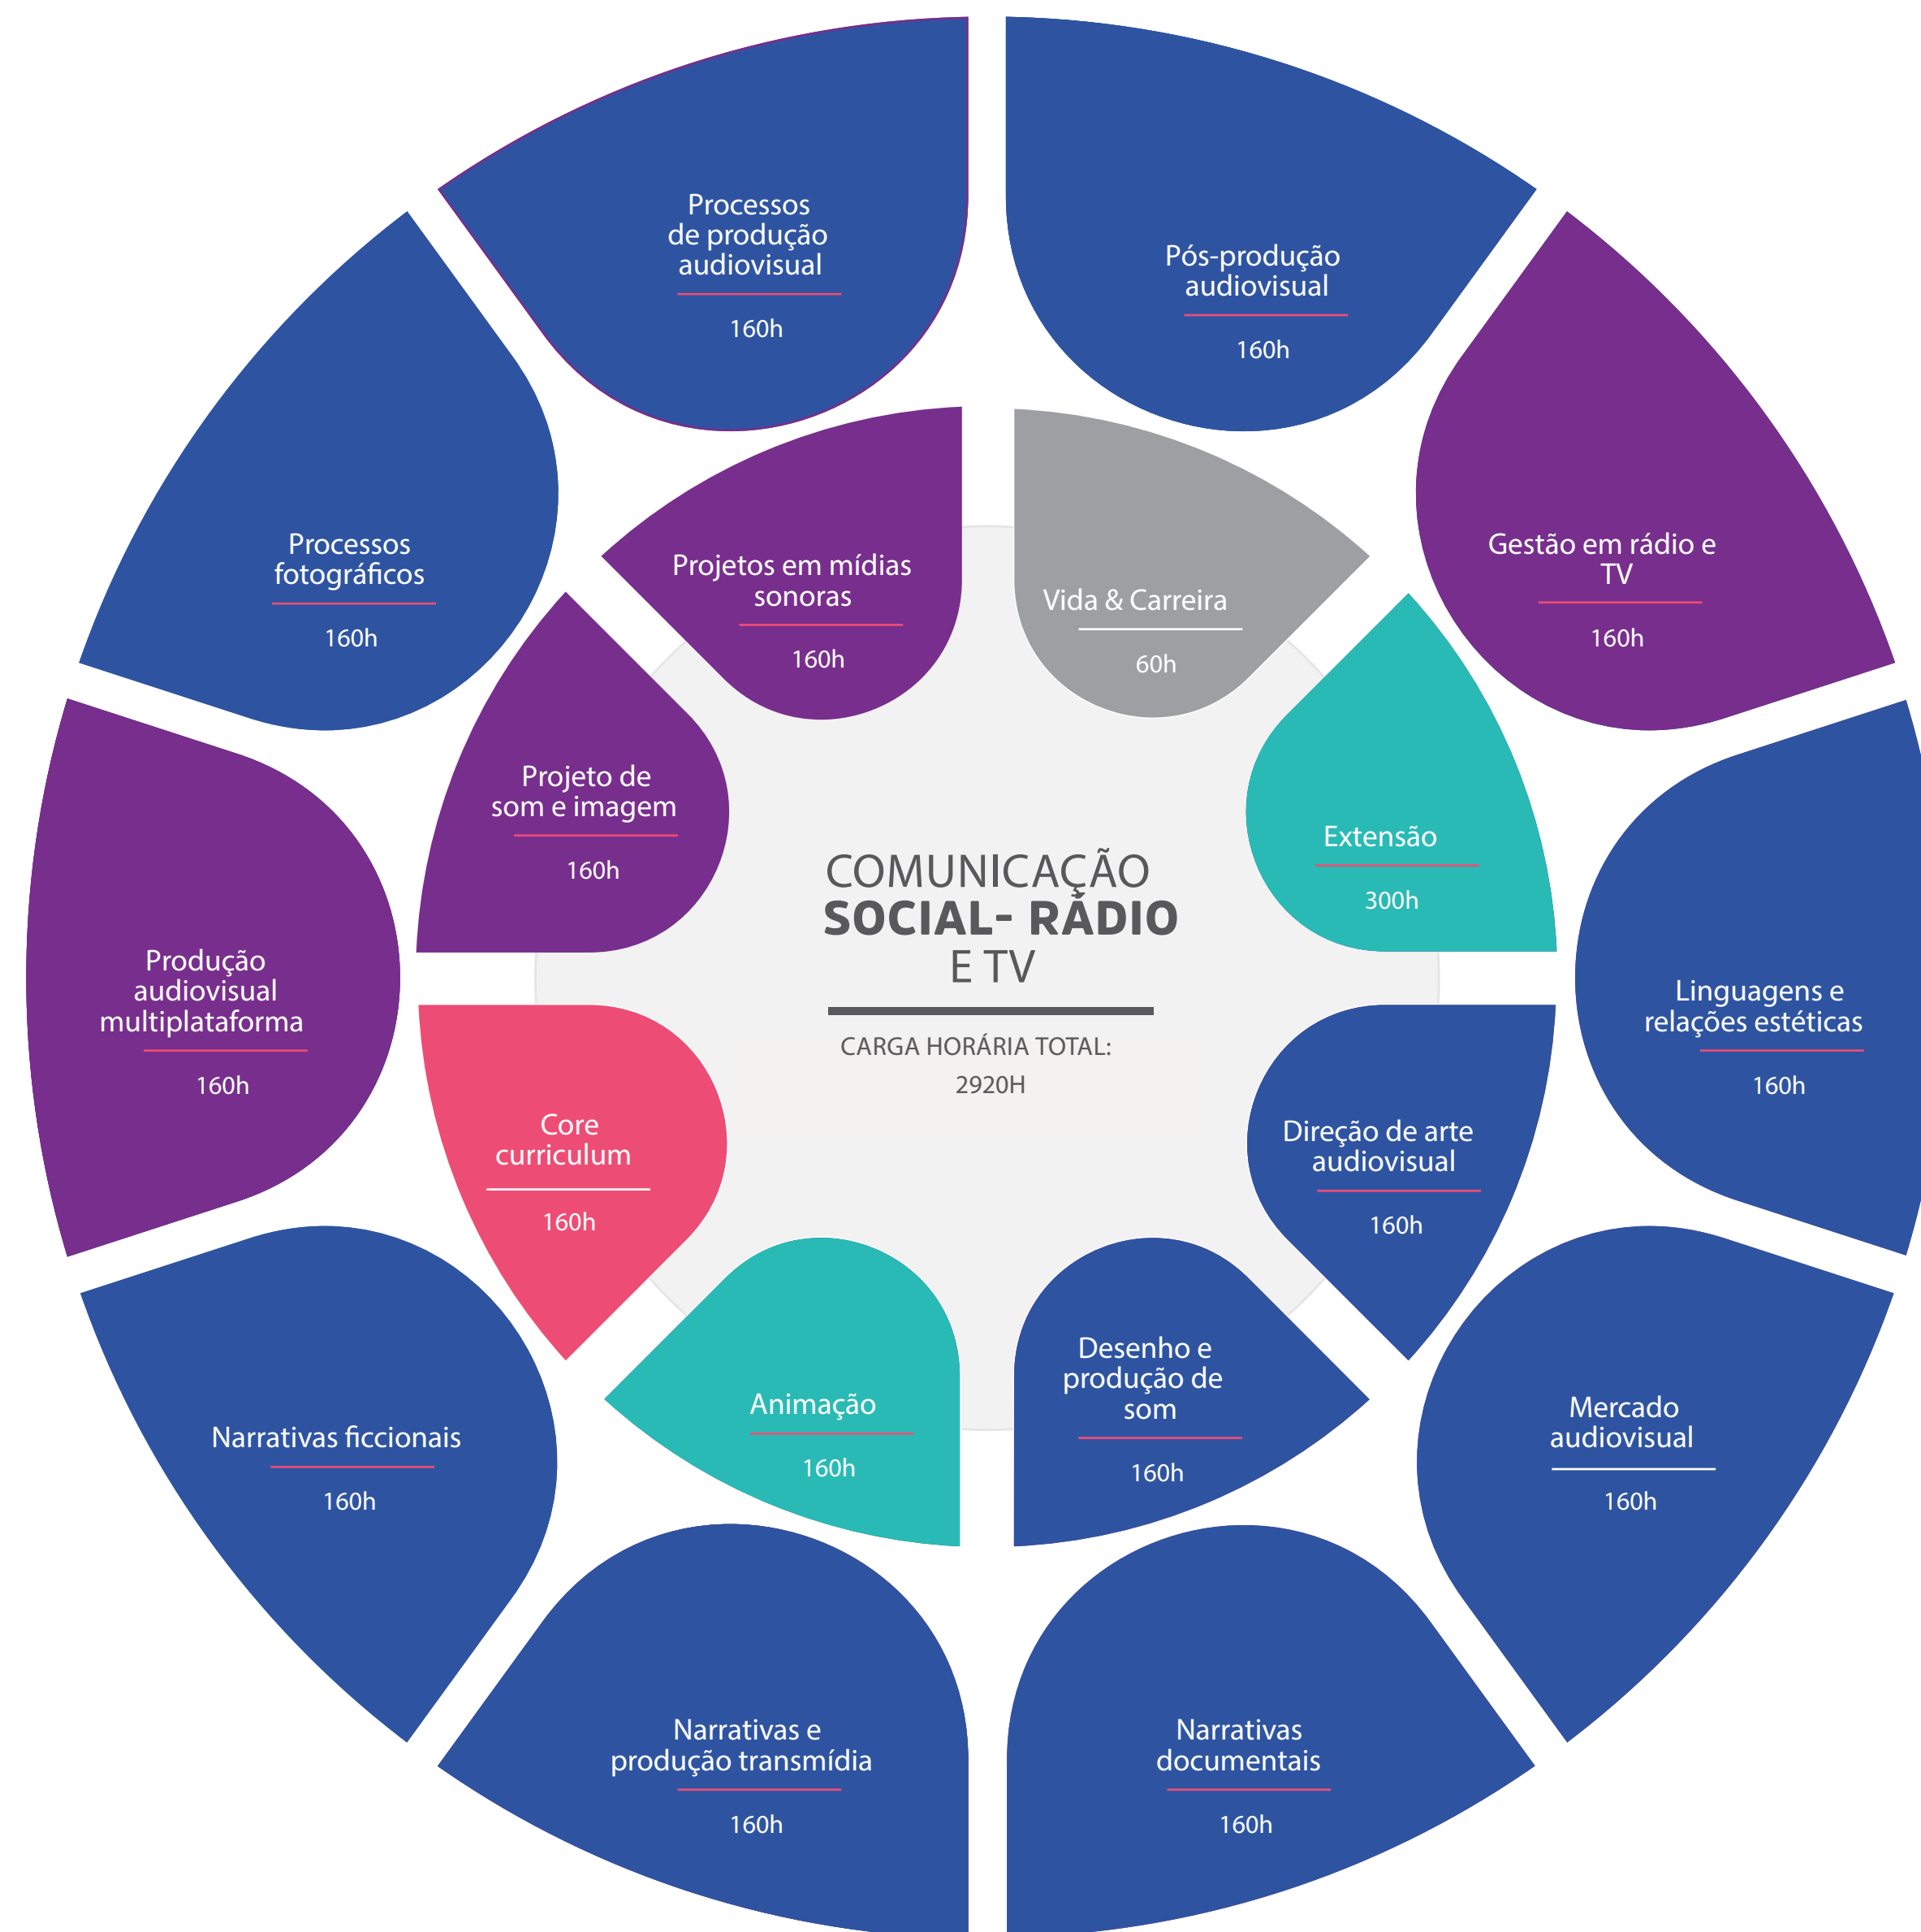 Processos
de produção
audiovisual
160h
Pós-produção
audiovisual
160h
Processos
fotográficos
160h
Projetos em mídias
sonoras
160h
Vida & Carreira
60h
Gestão em rádio e
TV
160h
Projeto de
som e imagem
160h
Extensão
300h
COMUNICAÇÃO
SOCIAL- RÁDIO
E TV
CARGA HORÁRIA TOTAL:
2920H
Produção
audiovisual
multiplataforma
160h
Linguagens e
relações estéticas
160h
Core
curriculum
160h
Direção de arte
audiovisual
160h
Narrativas ficcionais
160h
Animação
160h
Desenho e
produção de
som
160h
Mercado
audiovisual
160h
Narrativas e
produção transmídia
160h
Narrativas
documentais
160h